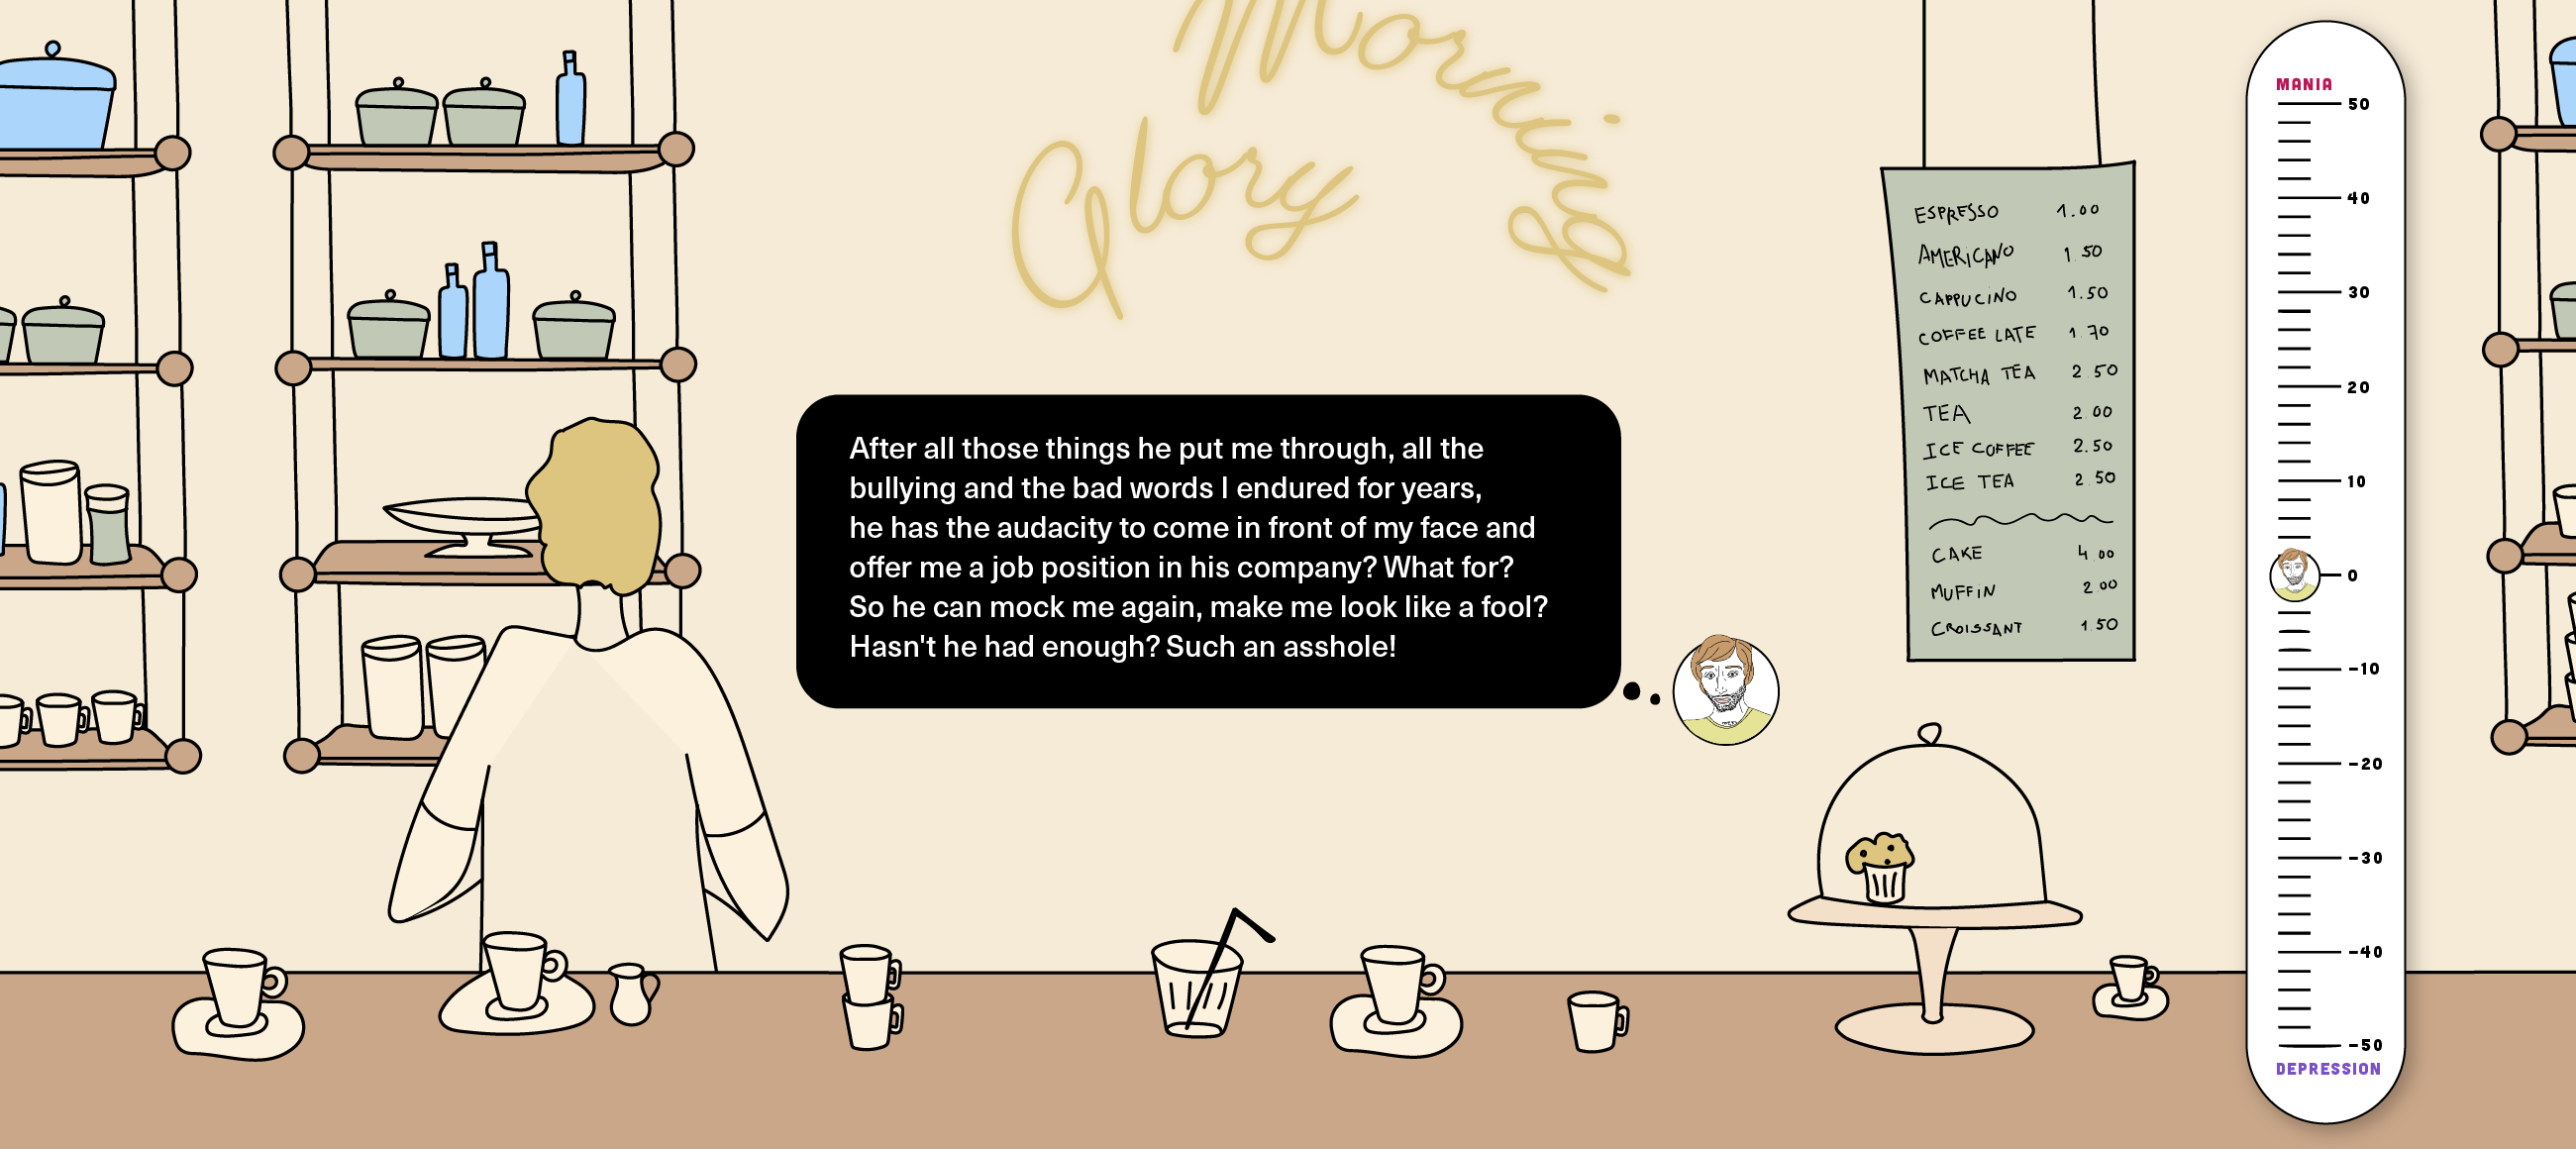 Morning
Glory
After all those things he put me through, all the
bullying and the bad words I endured for years,
he has the audacity to come in front of my face and
offer me a job position in his company? What for?
So he can mock me again, make me look like a fool?
Hasn't he had enough? Such an asshole!
ESPRESSO 1.00
AMERICANO 1.50
CAPPUCINO 1.50
COFFEE LATE 1.70
MATCHA TEA 2.50
TEA 2.00
ICE COFFEE 2.50
ICE TEA 2.50
CAKE 4.00
MUFFIN 2.00
CROISSANT 1.50
MANIA
50
40
30
20
10
0
-10
-20
-30
-40
-50
DEPRESSION